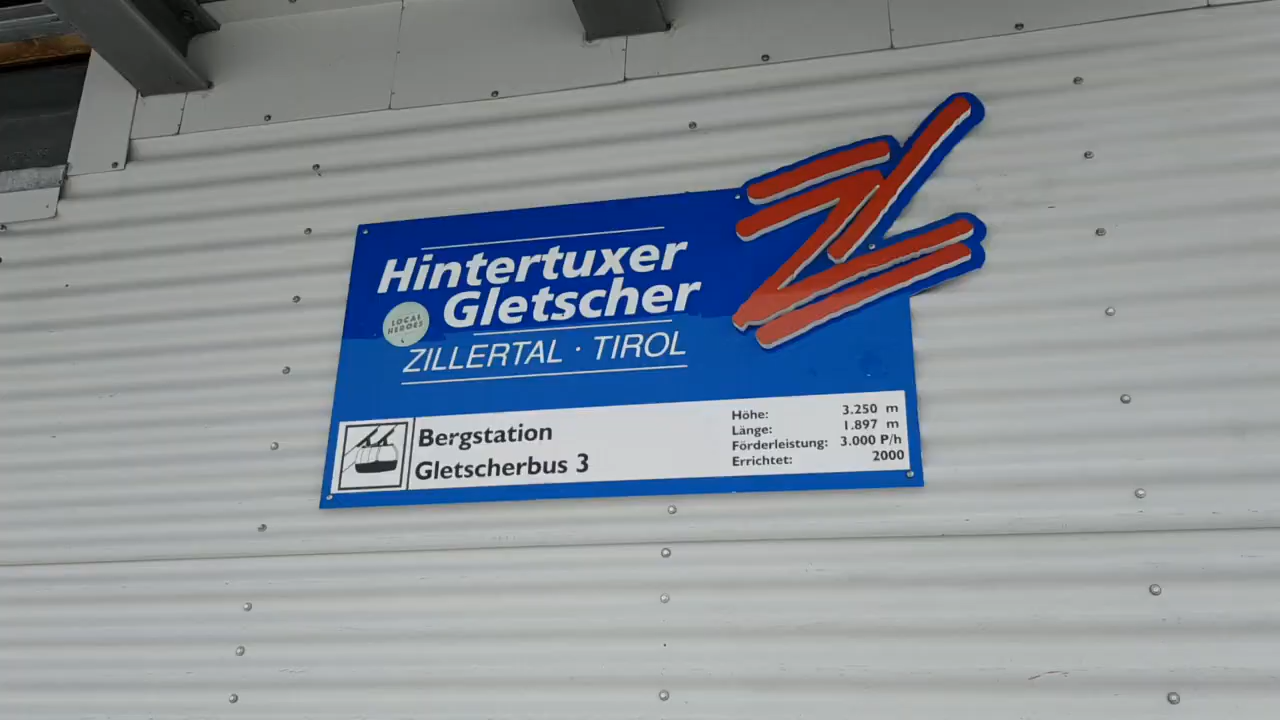 Hintertuxer
Gletscher
LOCAL
HEROES
ZILLERTAL · TIROL
Bergstation
Gletscherbus 3
Höhe: 3.250 m
Länge: 1.897 m
Förderleistung: 3.000 P/h
Errichtet: 2000